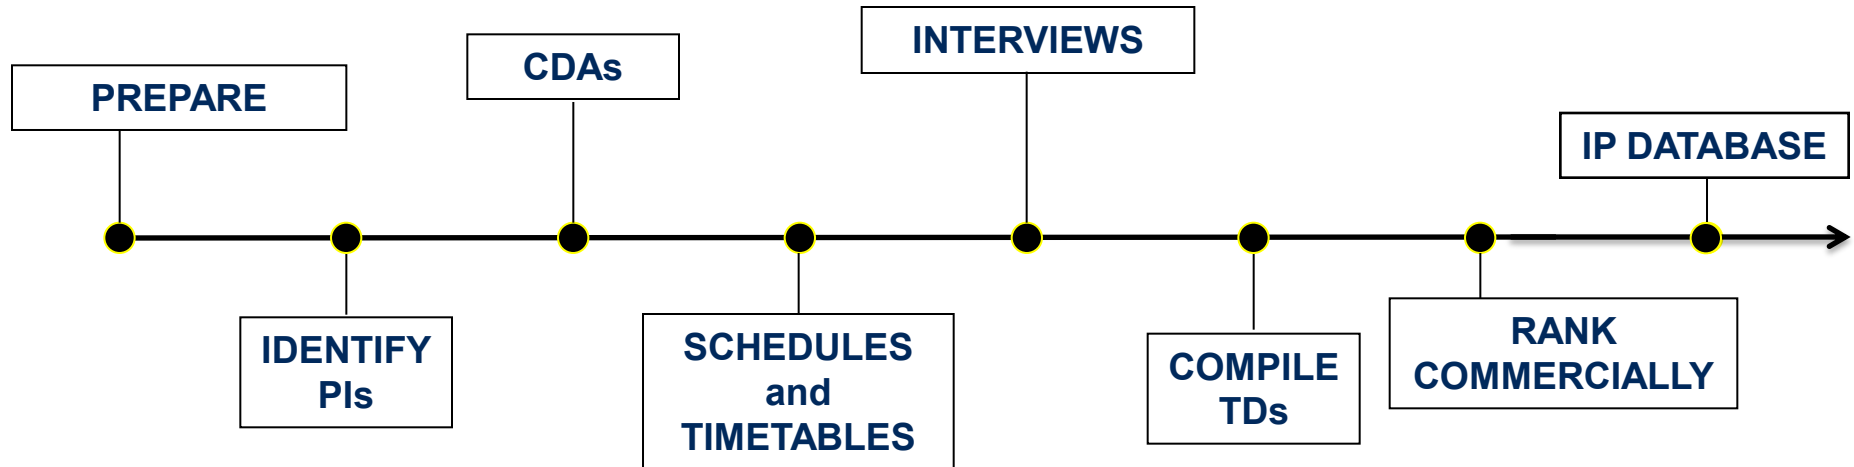 PREPARE
IDENTIFY
PIs
CDAs
SCHEDULES
and
TIMETABLES
INTERVIEWS
COMPILE
TDs
RANK
COMMERCIALLY
IP DATABASE